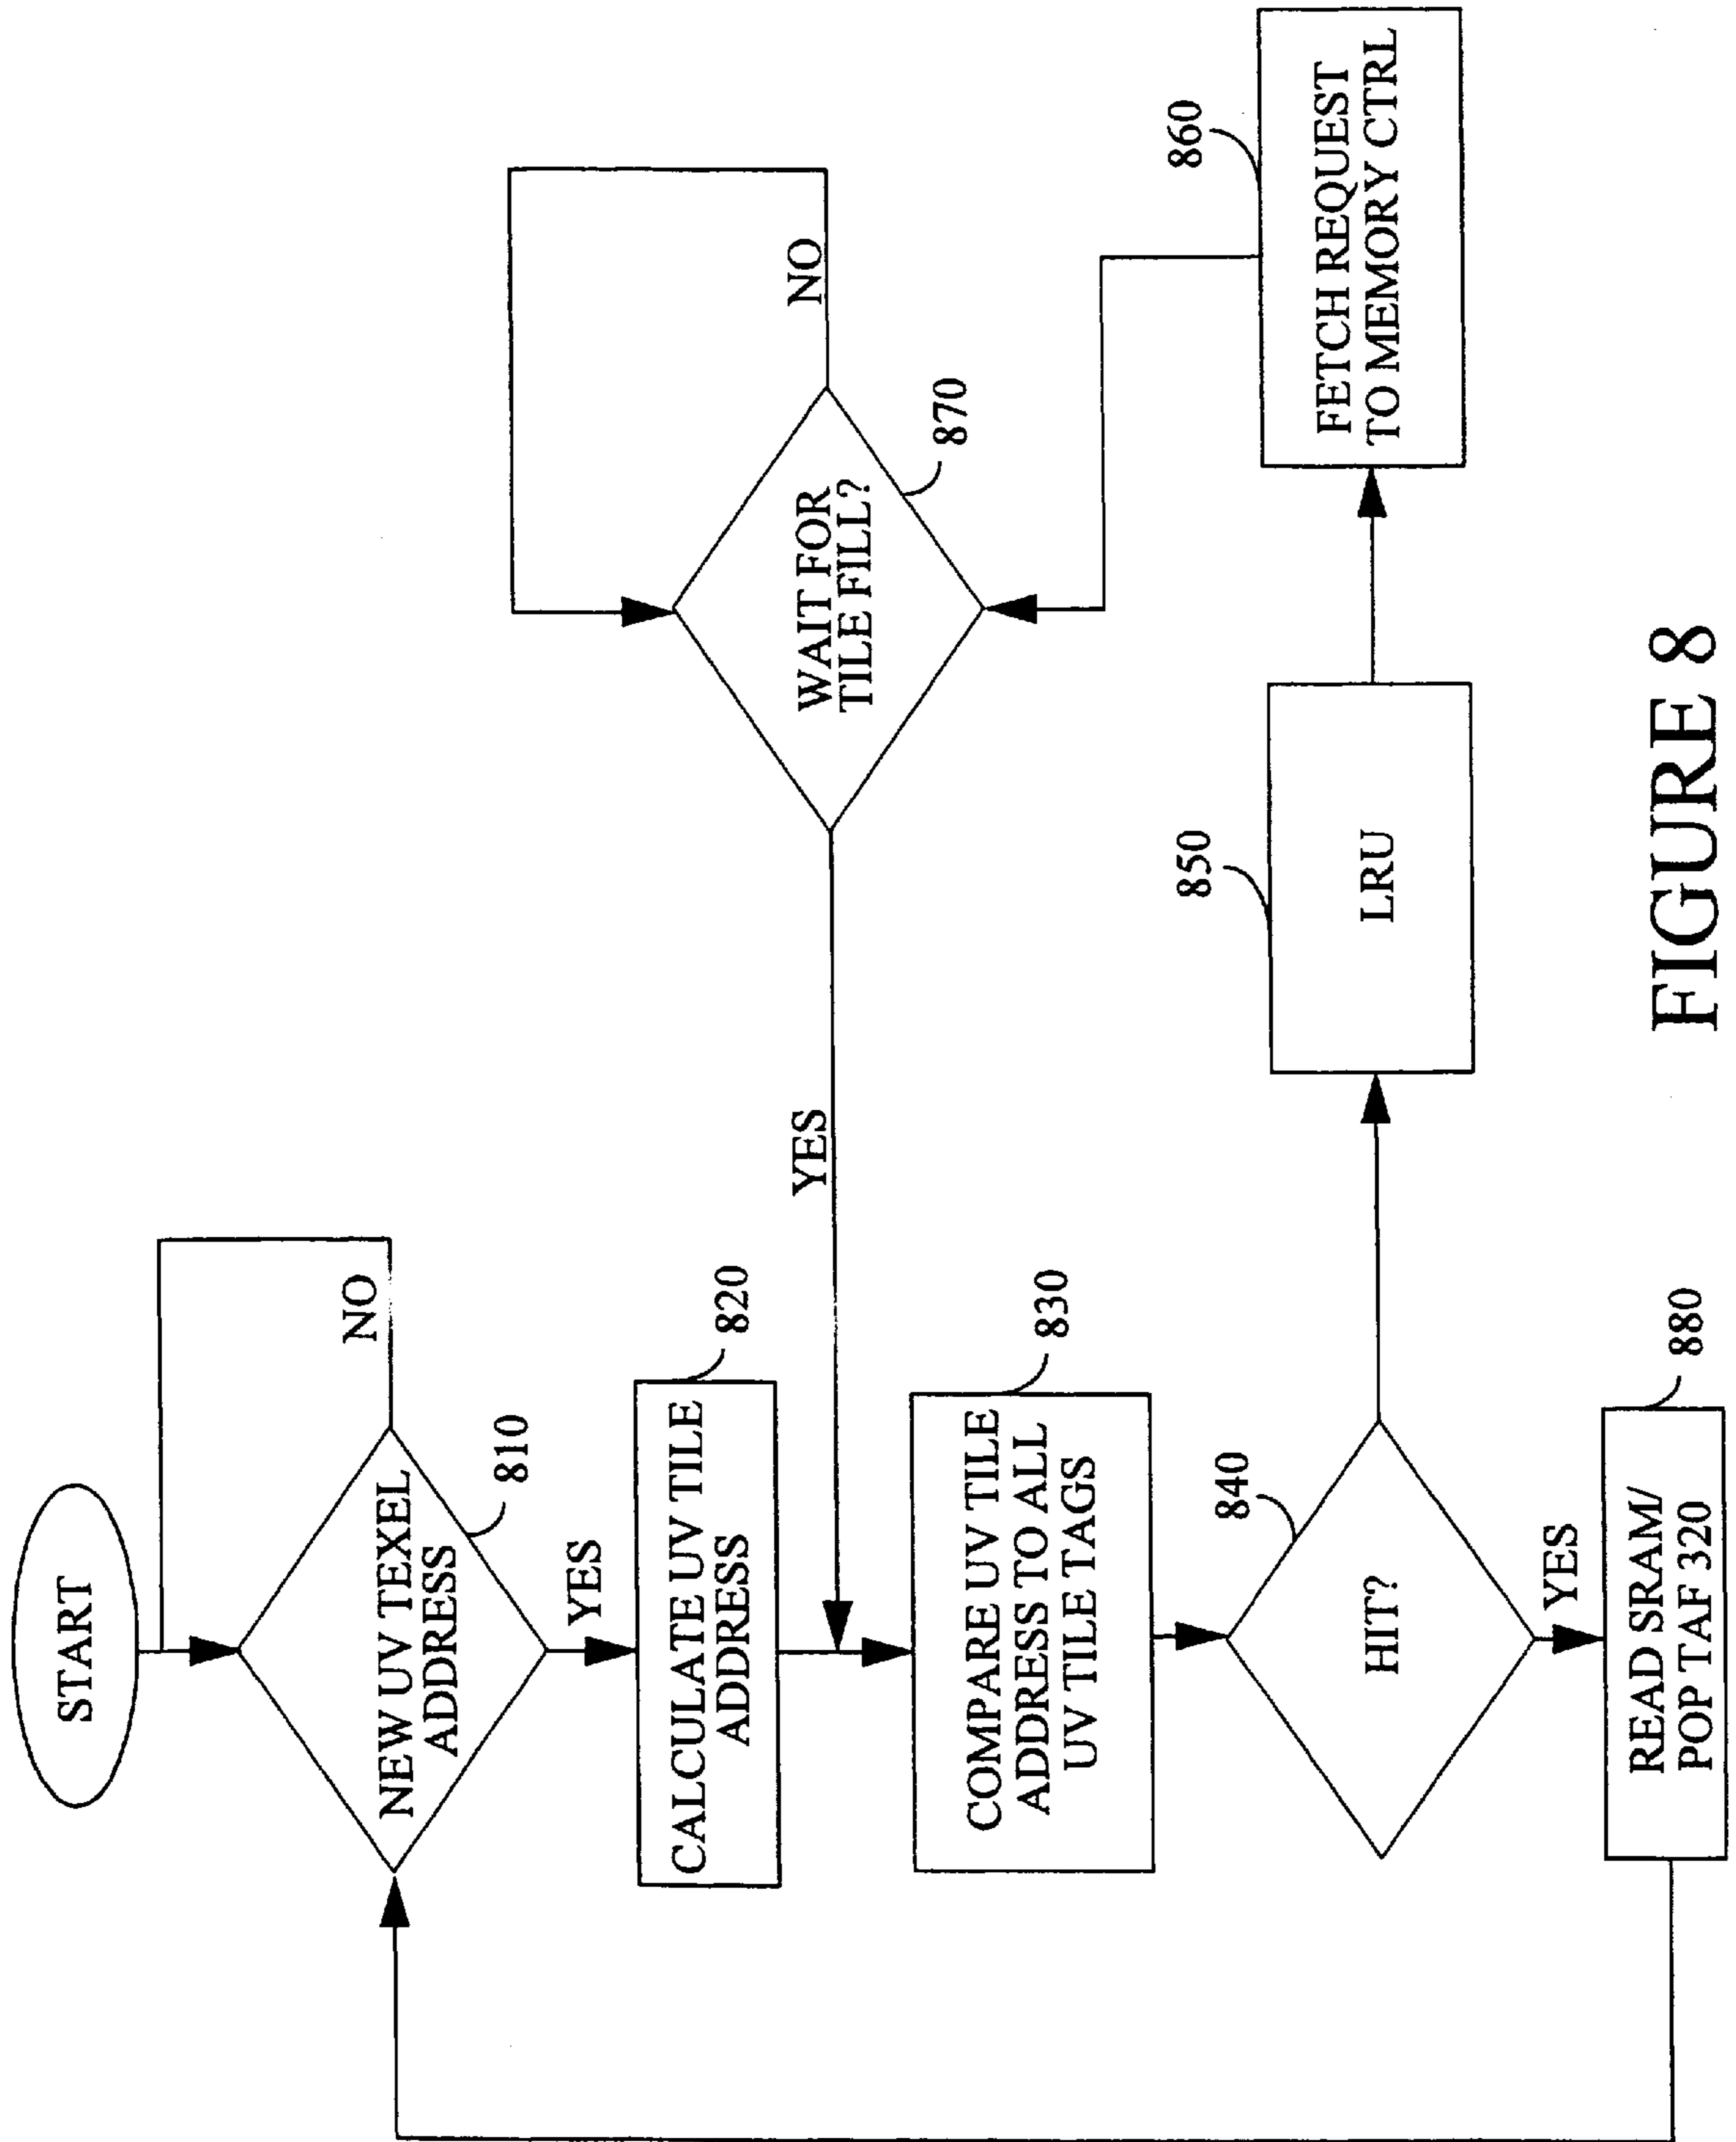 START
NEW UV TEXEL
ADDRESS
810
NO
YES
CALCULATE UV TILE
ADDRESS
820
COMPARE UV TILE
ADDRESS TO ALL
UV TILE TAGS
830
HIT?
840
YES
READ SRAM/
POP TAF 320
880
LRU
850
FETCH REQUEST
TO MEMORY CTRL
860
WAIT FOR
TILE FILL?
870
NO
YES
FIGURE 8